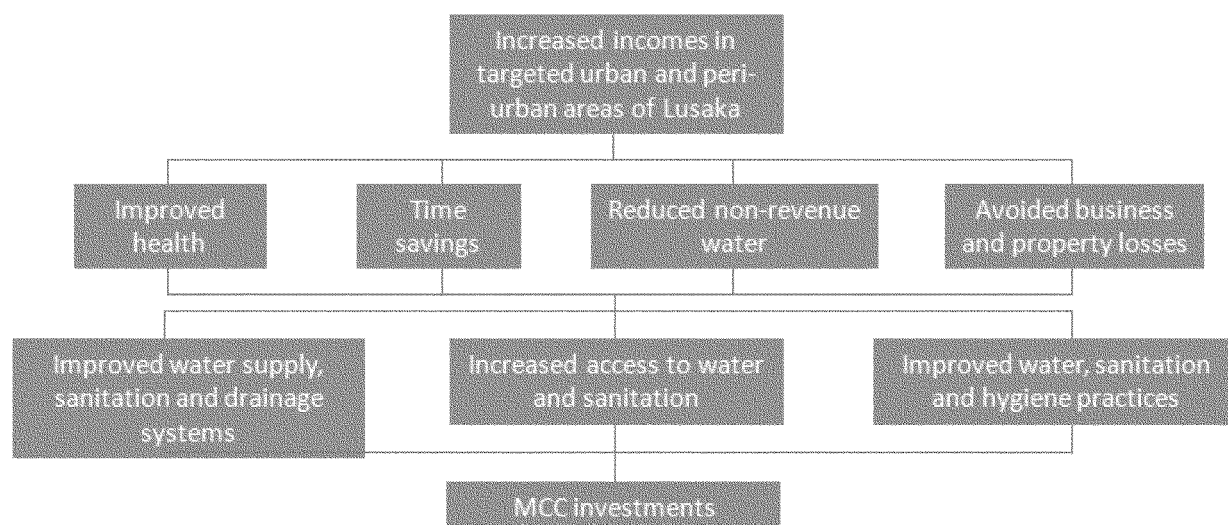 Increased incomes in
targeted urban and peri-
urban areas of Lusaka
Improved
health
Time
savings
Reduced non-revenue
water
Avoided business
and property losses
Improved water supply,
sanitation and drainage
systems
Increased access to water
and sanitation
Improved water, sanitation
and hygiene practices
MCC investments